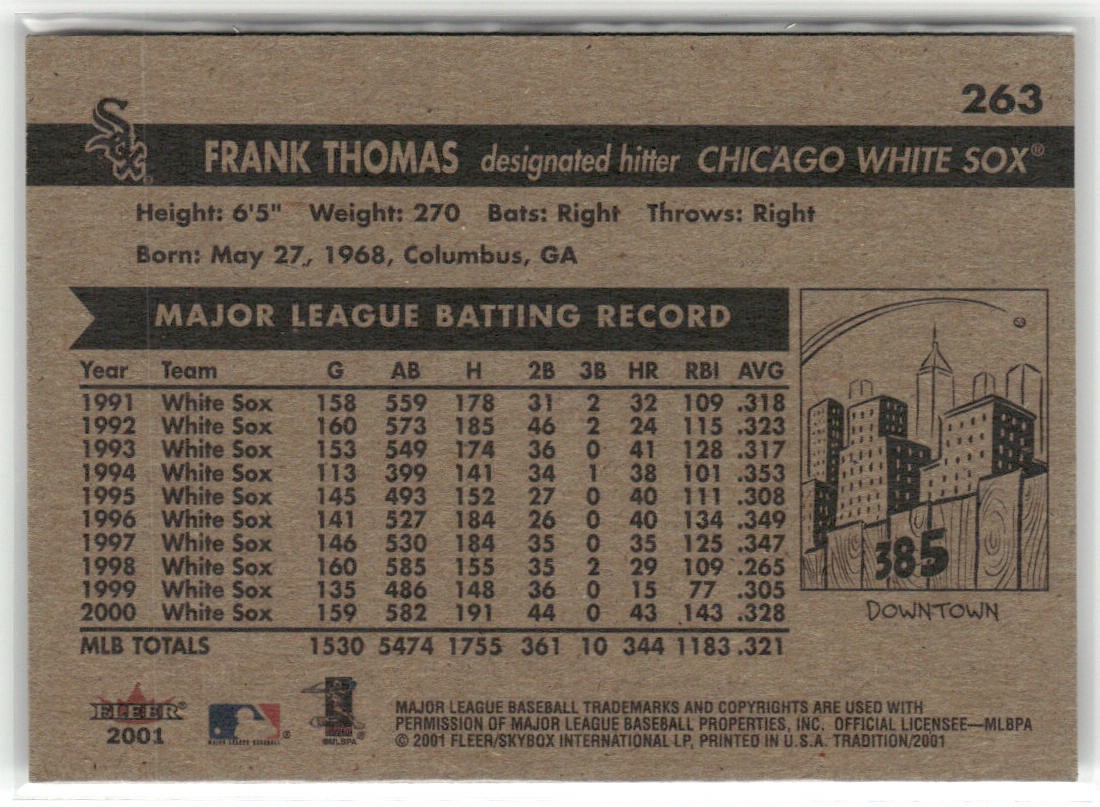 263
FRANK THOMAS designated hitter CHICAGO WHITE SOX®
Height: 6'5" Weight: 270 Bats: Right Throws: Right
Born: May 27, 1968, Columbus, GA
MAJOR LEAGUE BATTING RECORD
Year Team G AB H 2B 3B HR RBI AVG
1991 White Sox 158 559 178 31 2 32 109 .318
1992 White Sox 160 573 185 46 2 24 115 .323
1993 White Sox 153 549 174 36 0 41 128 .317
1994 White Sox 113 399 141 34 1 38 101 .353
1995 White Sox 145 493 152 27 0 40 111 .308
1996 White Sox 141 527 184 26 0 40 134 .349
1997 White Sox 146 530 184 35 0 35 125 .347
1998 White Sox 160 585 155 35 2 29 109 .265
1999 White Sox 135 486 148 36 0 15 77 .305
2000 White Sox 159 582 191 44 0 43 143 .328
MLB TOTALS 1530 5474 1755 361 10 344 1183 .321
385
DOWNTOWN
FLEER®
2001
MAJOR LEAGUE BASEBALL ®
©MLBPA
MAJOR LEAGUE BASEBALL TRADEMARKS AND COPYRIGHTS ARE USED WITH
PERMISSION OF MAJOR LEAGUE BASEBALL PROPERTIES, INC. OFFICIAL LICENSEE—MLBPA
© 2001 FLEER/SKYBOX INTERNATIONAL LP, PRINTED IN U.S.A. TRADITION/2001